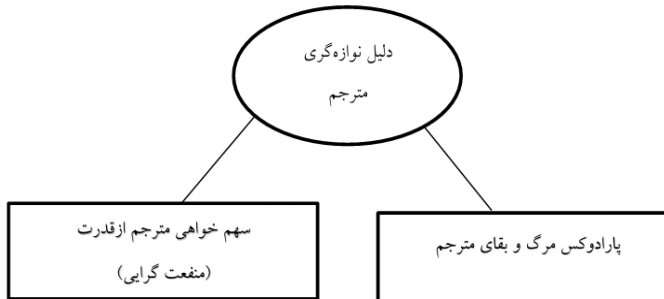 دلیل نوازه‌گری
مترجم
سهم خواهی مترجم ازقدرت
(منفعت گرایی)
پارادوکس مرگ و بقای مترجم